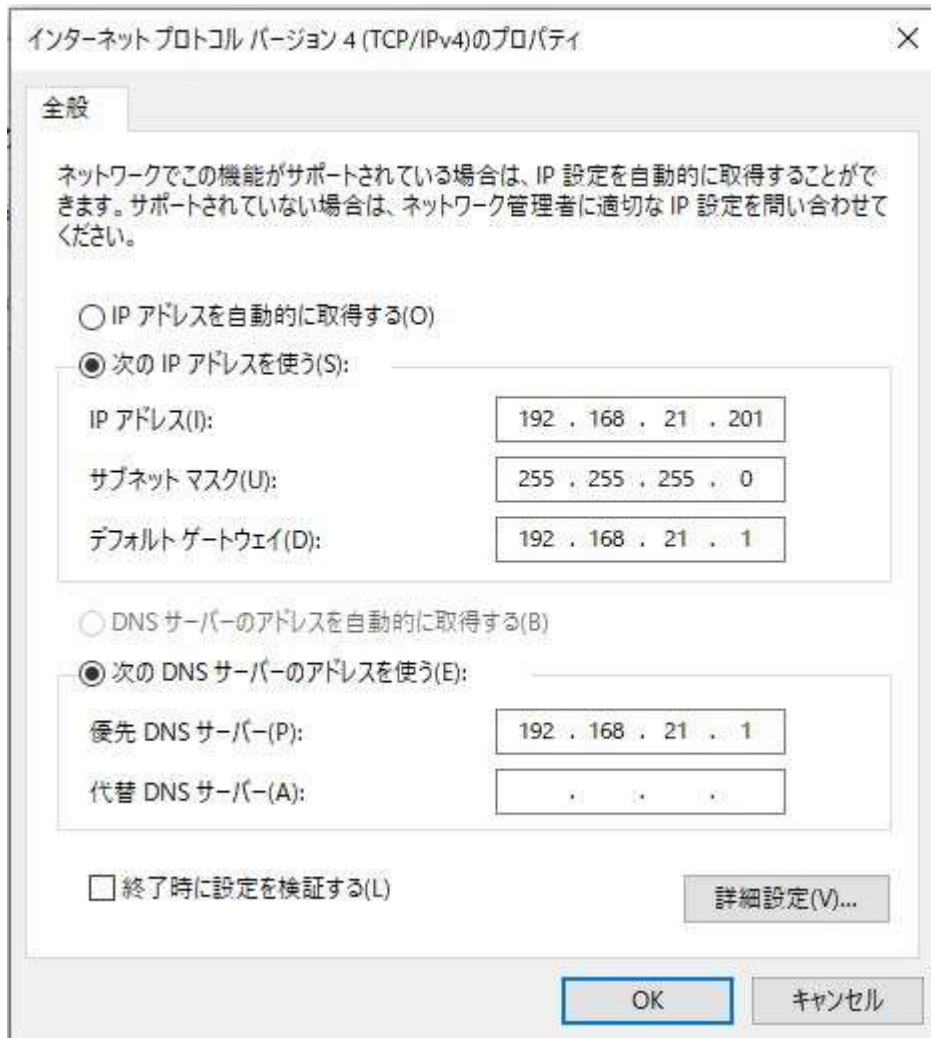 インターネット プロトコル バージョン 4 (TCP/IPv4)のプロパティ
全般
ネットワークでこの機能がサポートされている場合は、IP 設定を自動的に取得することがで
きます。サポートされていない場合は、ネットワーク管理者に適切な IP 設定を問い合わせて
ください。
IP アドレスを自動的に取得する(O)
次の IP アドレスを使う(S):
IP アドレス(I): 192 . 168 . 21 . 201
サブネット マスク(U): 255 . 255 . 255 . 0
デフォルト ゲートウェイ(D): 192 . 168 . 21 . 1
DNS サーバーのアドレスを自動的に取得する(B)
次の DNS サーバーのアドレスを使う(E):
優先 DNS サーバー(P): 192 . 168 . 21 . 1
代替 DNS サーバー(A): . . .
終了時に設定を検証する(L)
詳細設定(V)...
OK キャンセル